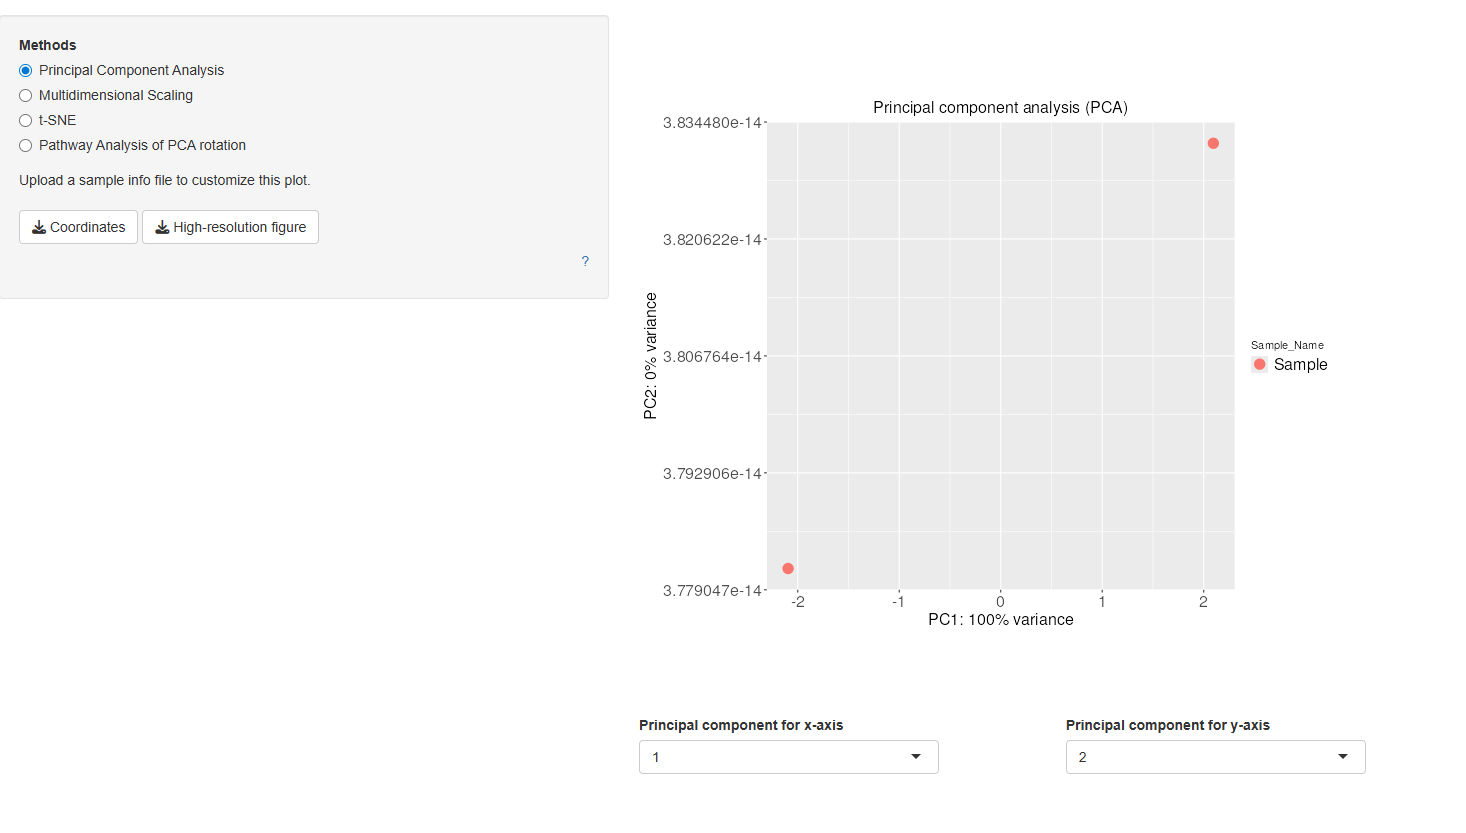 Methods
Principal Component Analysis
Multidimensional Scaling
t-SNE
Pathway Analysis of PCA rotation
Upload a sample info file to customize this plot.
Coordinates
High-resolution figure
?
Principal component analysis (PCA)
3.834480e-14
3.820622e-14
3.806764e-14
3.792906e-14
3.779047e-14
PC2: 0% variance
-2
-1
0
1
2
PC1: 100% variance
Sample_Name
Sample
Principal component for x-axis
1
Principal component for y-axis
2